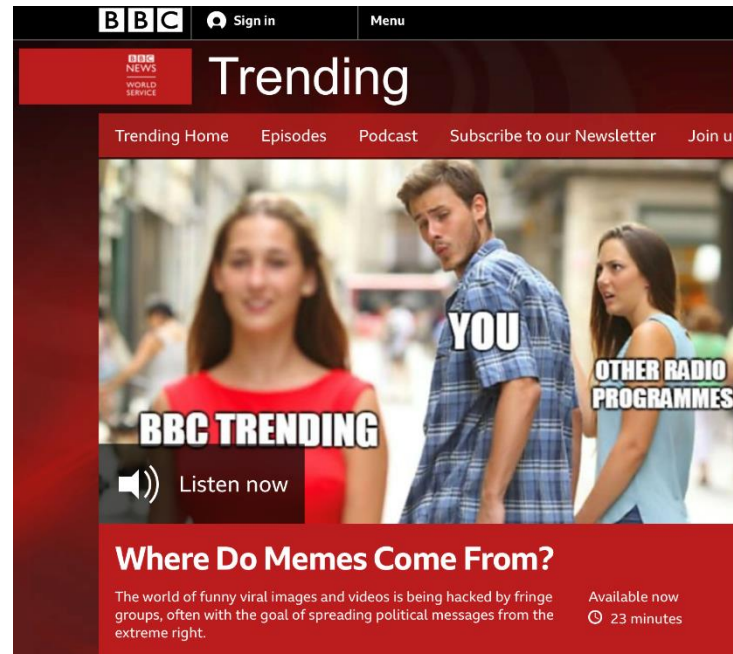 BBC
Sign in
Menu
BBC
NEWS
WORLD
SERVICE
Trending
Trending Home
Episodes
Podcast
Subscribe to our Newsletter
Join u
YOU
OTHER RADIO
PROGRAMMES
BBC TRENDING
Listen now
Where Do Memes Come From?
The world of funny viral images and videos is being hacked by fringe
groups, often with the goal of spreading political messages from the
extreme right.
Available now
23 minutes